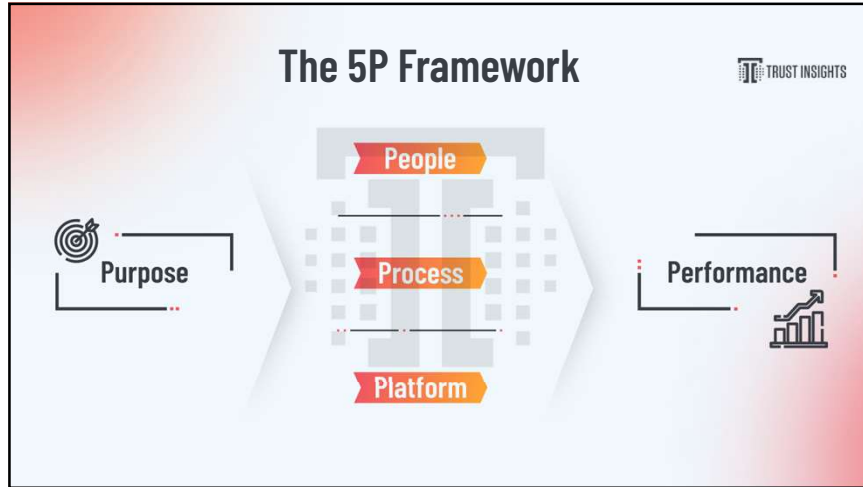 The 5P Framework
TRUST INSIGHTS
People
Purpose
Process
Performance
Platform